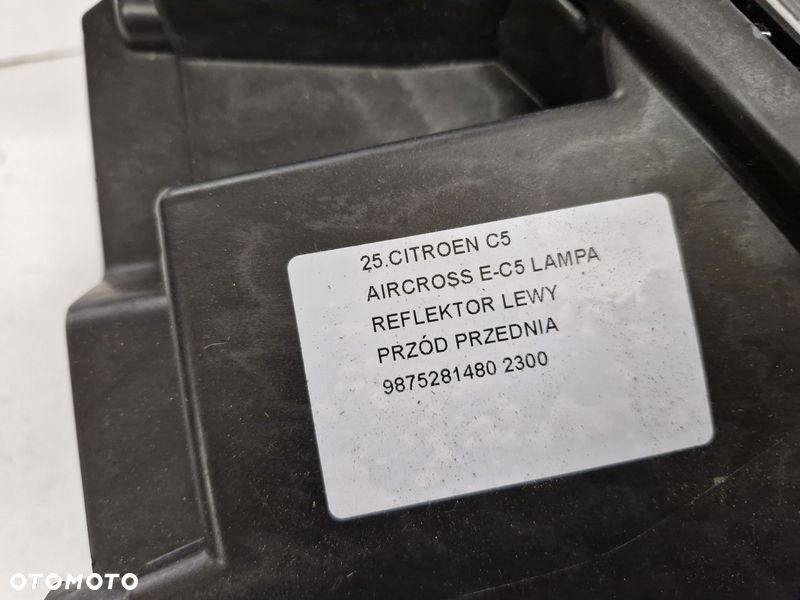 25.CITROEN C5
AIRCROSS E-C5 LAMPA
REFLEKTOR LEWY
PRZÓD PRZEDNIA
9875281480 2300
OTOMOTO